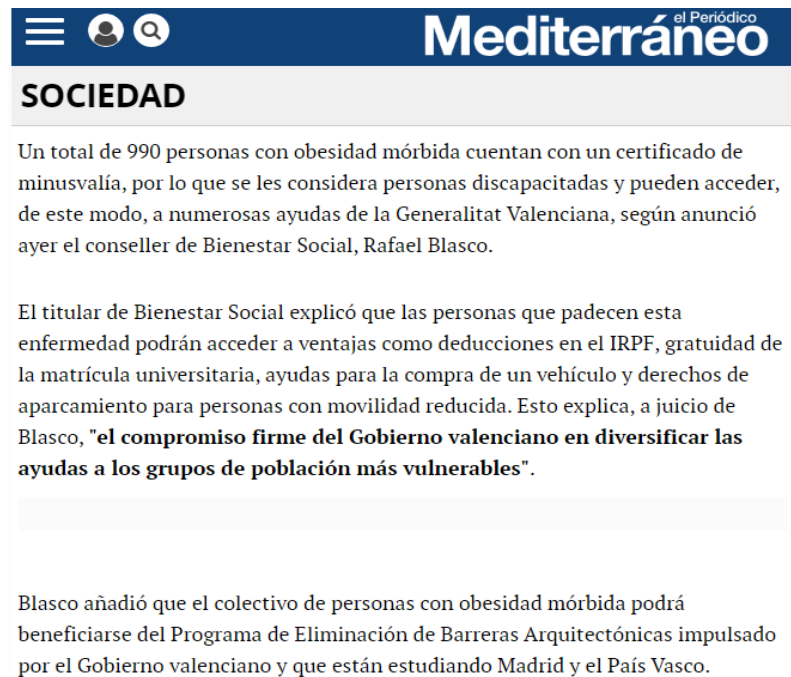 el Periódico
Mediterráneo
SOCIEDAD
Un total de 990 personas con obesidad mórbida cuentan con un certificado de
minusvalía, por lo que se les considera personas discapacitadas y pueden acceder,
de este modo, a numerosas ayudas de la Generalitat Valenciana, según anunció
ayer el conseller de Bienestar Social, Rafael Blasco.
El titular de Bienestar Social explicó que las personas que padecen esta
enfermedad podrán acceder a ventajas como deducciones en el IRPF, gratuidad de
la matrícula universitaria, ayudas para la compra de un vehículo y derechos de
aparcamiento para personas con movilidad reducida. Esto explica, a juicio de
Blasco, "el compromiso firme del Gobierno valenciano en diversificar las
ayudas a los grupos de población más vulnerables".
Blasco añadió que el colectivo de personas con obesidad mórbida podrá
beneficiarse del Programa de Eliminación de Barreras Arquitectónicas impulsado
por el Gobierno valenciano y que están estudiando Madrid y el País Vasco.